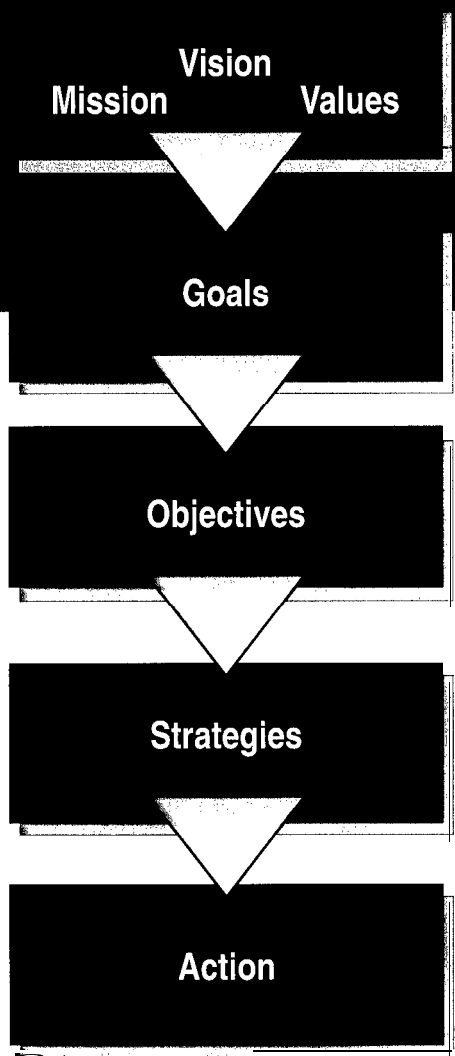 Vision
Mission Values
Goals
Objectives
Strategies
Action